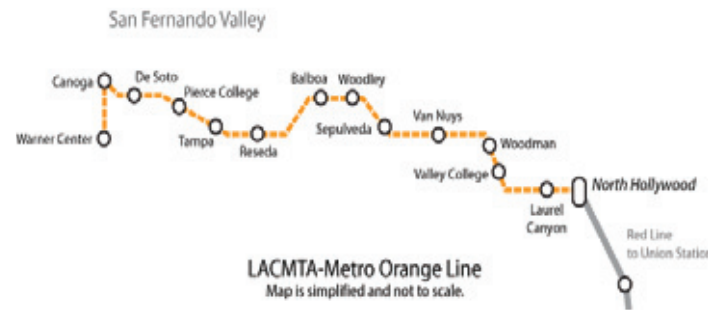 San Fernando Valley
Canoga
De Soto
Pierce College
Balboa
Woodley
Warner Center
Tampa
Reseda
Sepulveda
Van Nuys
Woodman
Valley College
North Hollywood
Laurel
Canyon
Red Line
to Union Station
LACMTA-Metro Orange Line
Map is simplified and not to scale.